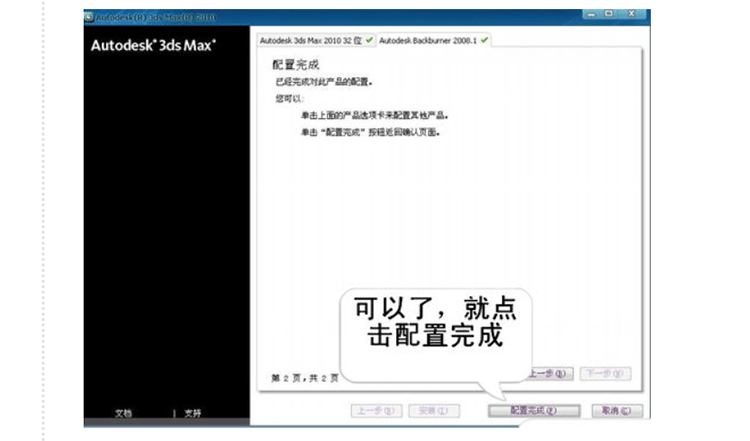 Autodesk(R) 3ds Max(R) 2010
Autodesk 3ds Max
Autodesk 3ds Max 2010 32 位 Autodesk Backburner 2008.1
配置完成
已经完成对此产品的配置。
您可以:
单击上面的产品选项卡来配置其他产品。
单击“配置完成”按钮返回确认页面。
可以了，就点
击配置完成
第 2 页，共 2 页
上一步(B) 下一步(N)
文档 | 支持
上一步(B) 安装(I) 配置完成(F) 取消(C)